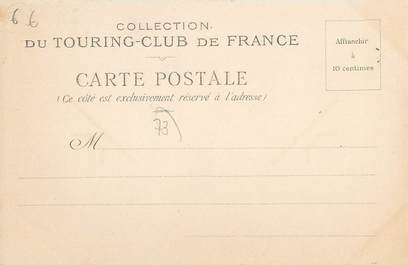 66
COLLECTION
DU TOURING-CLUB DE FRANCE
CARTE POSTALE
(Ce côté est exclusivement réservé à l'adresse)
Affranchir
à
10 centimes
73
M